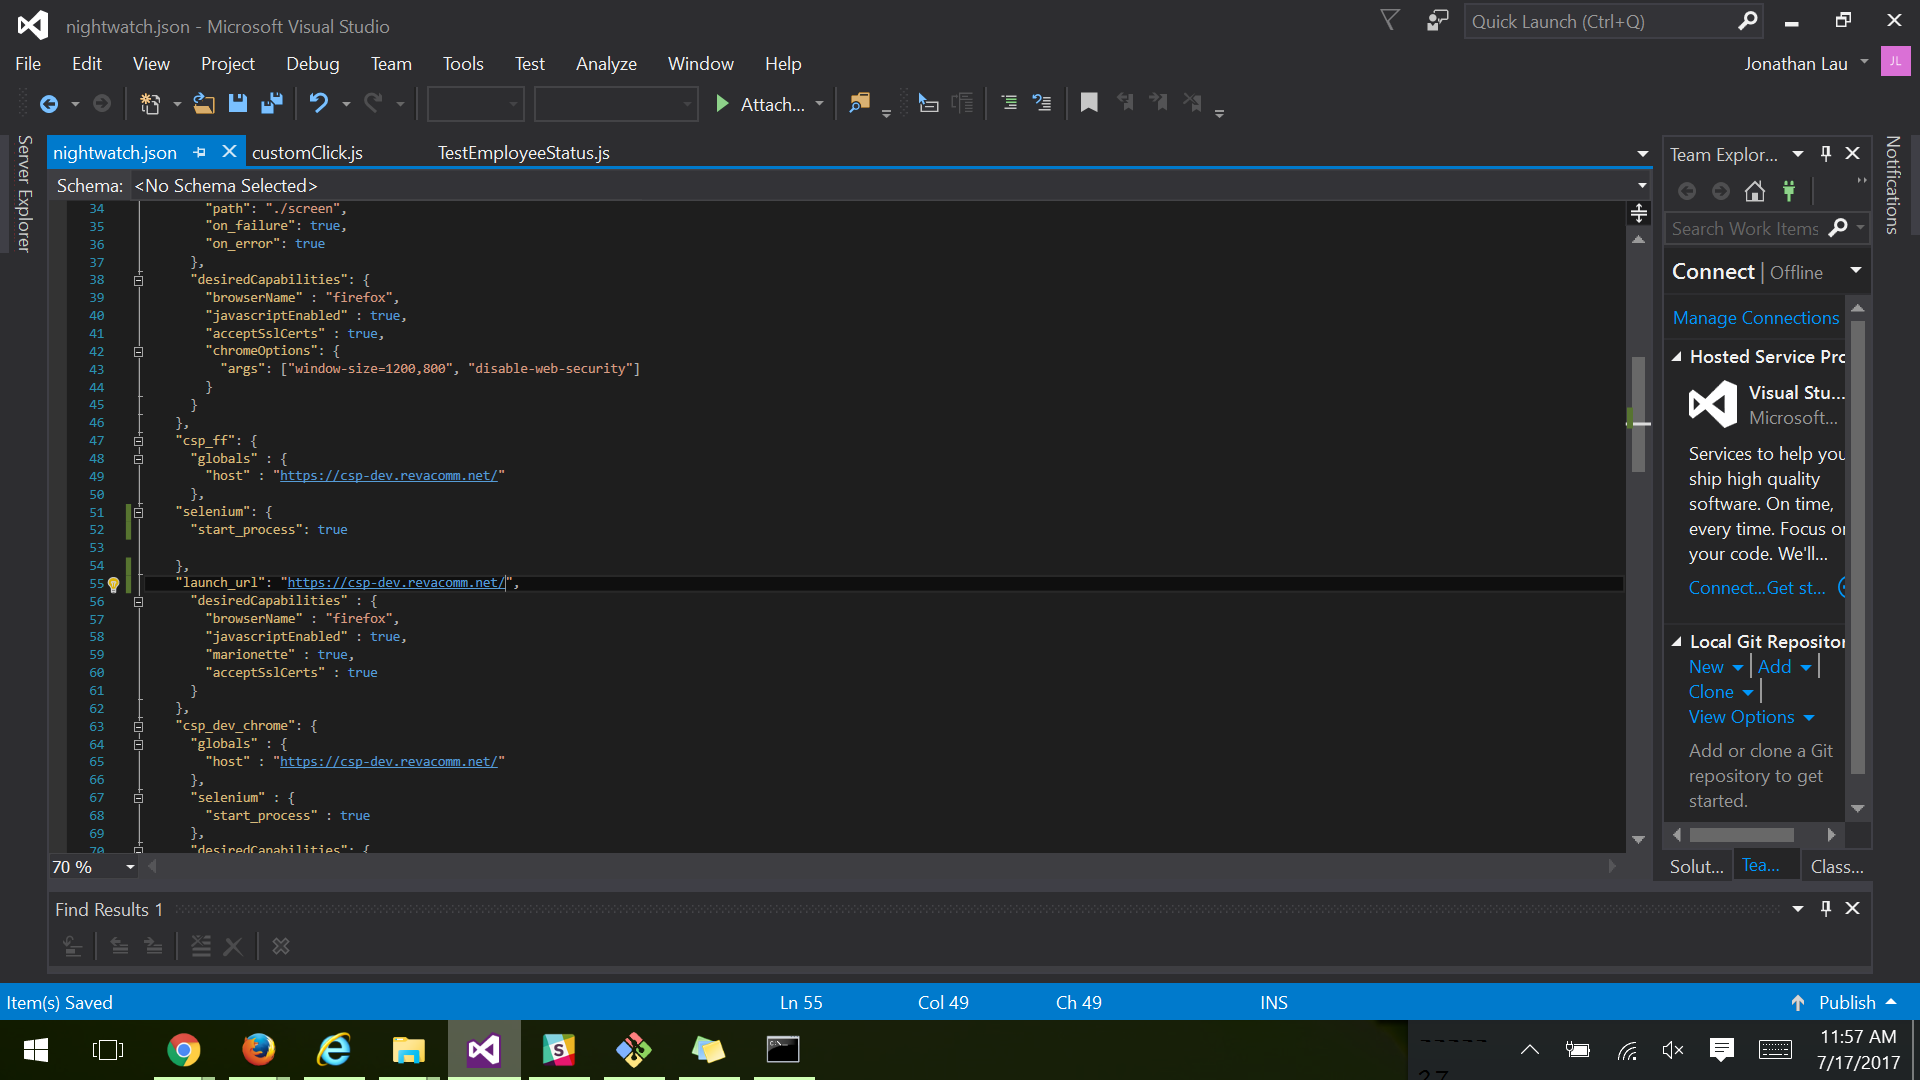 nightwatch.json - Microsoft Visual Studio
Quick Launch (Ctrl+Q)
File Edit View Project Debug Team Tools Test Analyze Window Help
Jonathan Lau JL
Attach...
Server Explorer
nightwatch.json customClick.js TestEmployeeStatus.js
Schema: <No Schema Selected>
34 "path": "./screen",
35 "on_failure": true,
36 "on_error": true
37 },
38 "desiredCapabilities": {
39 "browserName" : "firefox",
40 "javascriptEnabled" : true,
41 "acceptSslCerts" : true,
42 "chromeOptions": {
43 "args": ["window-size=1200,800", "disable-web-security"]
44 }
45 }
46 },
47 "csp_ff": {
48 "globals" : {
49 "host" : "https://csp-dev.revacomm.net/"
50 },
51 "selenium": {
52 "start_process": true
53
54 },
55 "launch_url": "https://csp-dev.revacomm.net/",
56 "desiredCapabilities" : {
57 "browserName" : "firefox",
58 "javascriptEnabled" : true,
59 "marionette" : true,
60 "acceptSslCerts" : true
61 }
62 },
63 "csp_dev_chrome": {
64 "globals" : {
65 "host" : "https://csp-dev.revacomm.net/"
66 },
67 "selenium" : {
68 "start_process" : true
69 },
70 "desiredCapabilities": {
70 %
Team Explor...
Search Work Items
Connect | Offline
Manage Connections
Hosted Service Pro
Visual Stu...
Microsoft...
Services to help you
ship high quality
software. On time,
every time. Focus on
your code. We'll...
Connect...Get st...
Local Git Repositor
New Add
Clone
View Options
Add or clone a Git
repository to get
started.
Solut... Tea... Class...
Notifications
Find Results 1
Item(s) Saved Ln 55 Col 49 Ch 49 INS Publish
11:57 AM
7/17/2017